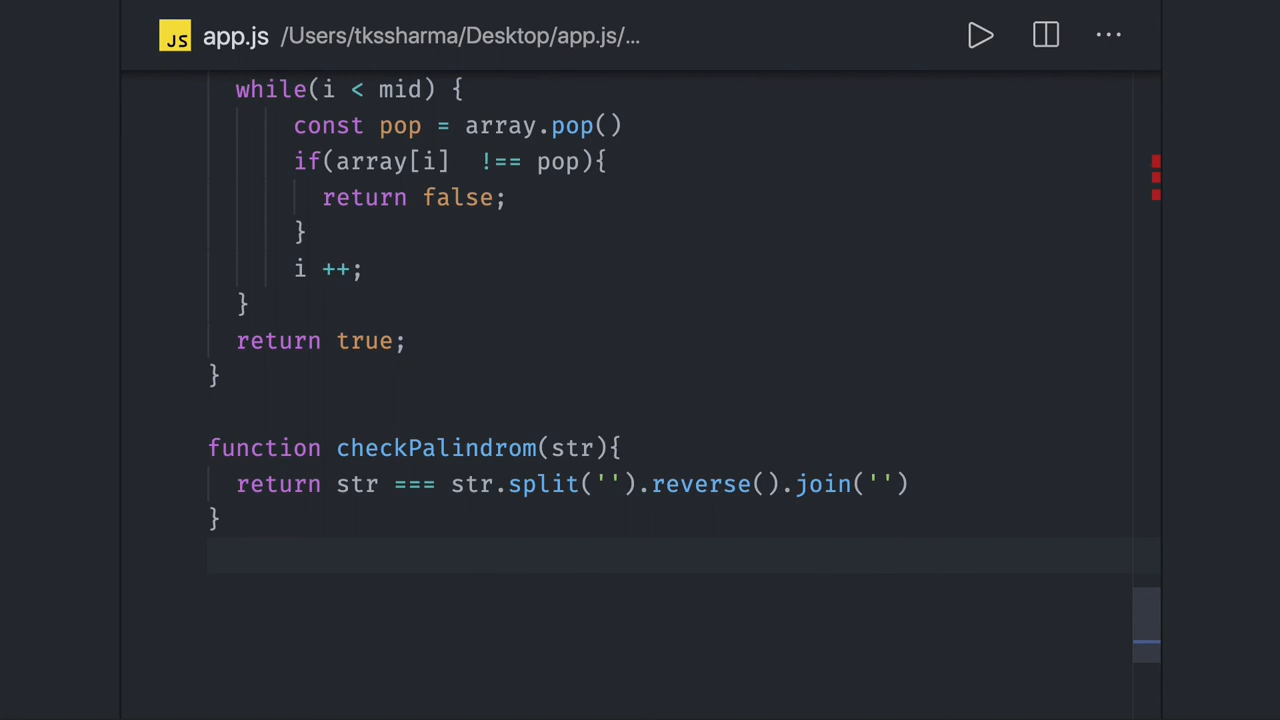 JS app.js /Users/tkssharma/Desktop/app.js/...
while(i < mid) {
const pop = array.pop()
if(array[i]  !== pop){
return false;
}
i ++;
}
return true;
}
function checkPalindrom(str){
return str === str.split('').reverse().join('')
}